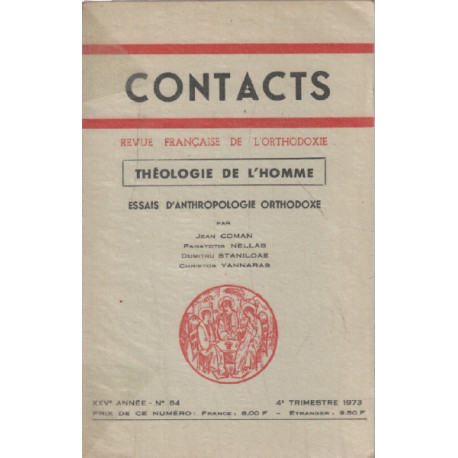 CONTACTS
REVUE FRANÇAISE DE L'ORTHODOXIE
THÉOLOGIE DE L'HOMME
ESSAIS D'ANTHROPOLOGIE ORTHODOXE
PAR
JEAN COMAN
PANAYOTIS NELLAS
DUMITRU STANILOAE
CHRISTOS YANNARAS
XXVᵉ ANNÉE - N° 84
4ᵉ TRIMESTRE 1973
PRIX DE CE NUMÉRO: FRANCE : 8,00 F - ÉTRANGER : 9,50 F